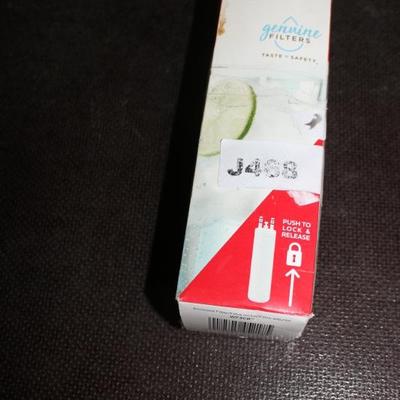 genuine
FILTERS
TASTE + SAFETY
J468
PUSH TO
LOCK &
RELEASE